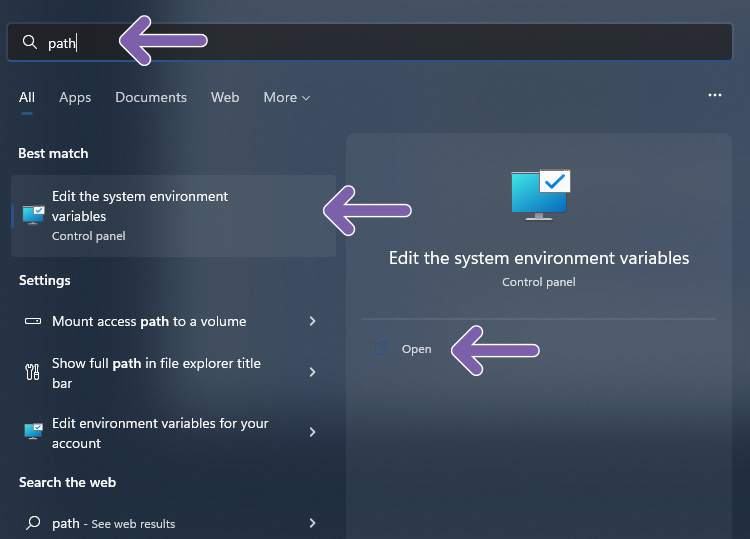 path
All Apps Documents Web More
Best match
Edit the system environment
variables
Control panel
Settings
Mount access path to a volume
Show full path in file explorer title
bar
Edit environment variables for your
account
Search the web
path - See web results
Edit the system environment variables
Control panel
Open